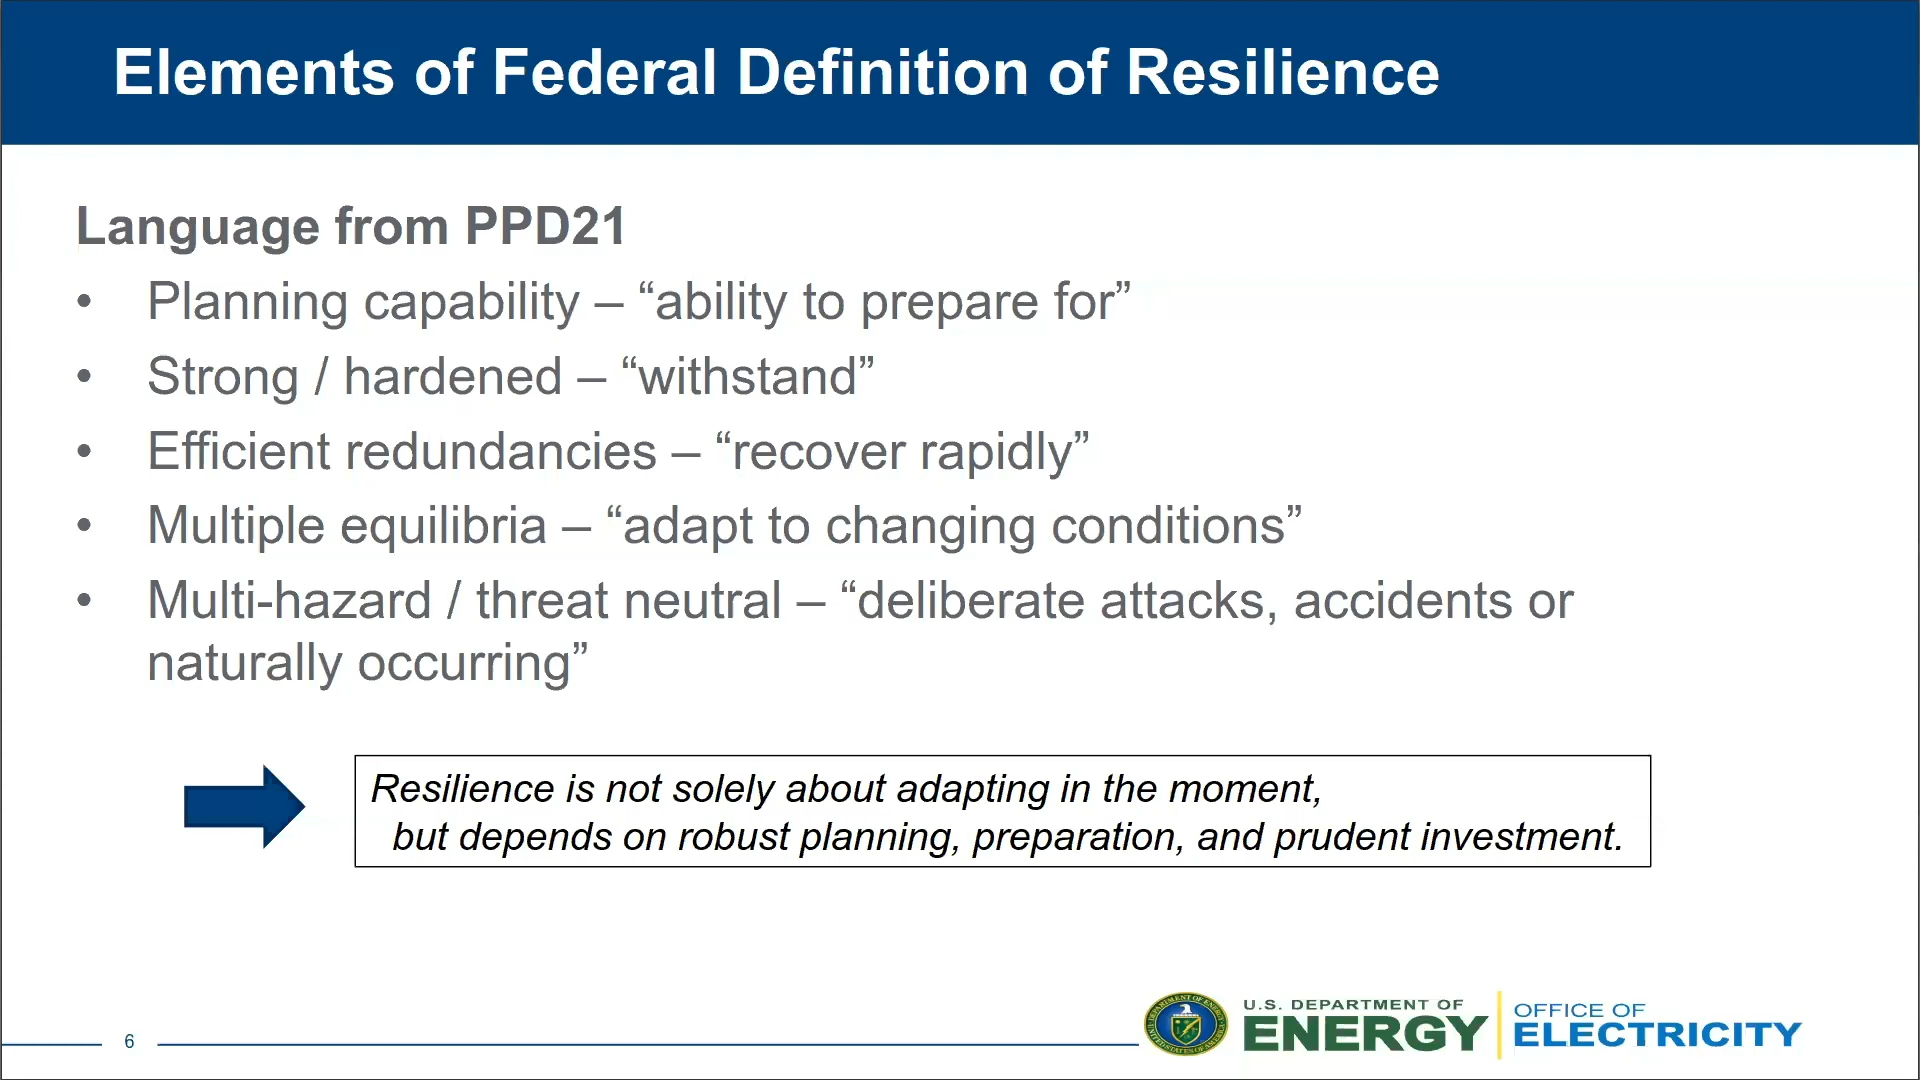 Elements of Federal Definition of Resilience
Language from PPD21
• Planning capability – “ability to prepare for”
• Strong / hardened – “withstand”
• Efficient redundancies – “recover rapidly”
• Multiple equilibria – “adapt to changing conditions”
• Multi-hazard / threat neutral – “deliberate attacks, accidents or
naturally occurring”
Resilience is not solely about adapting in the moment,
but depends on robust planning, preparation, and prudent investment.
6
U.S. DEPARTMENT OF
ENERGY
OFFICE OF
ELECTRICITY